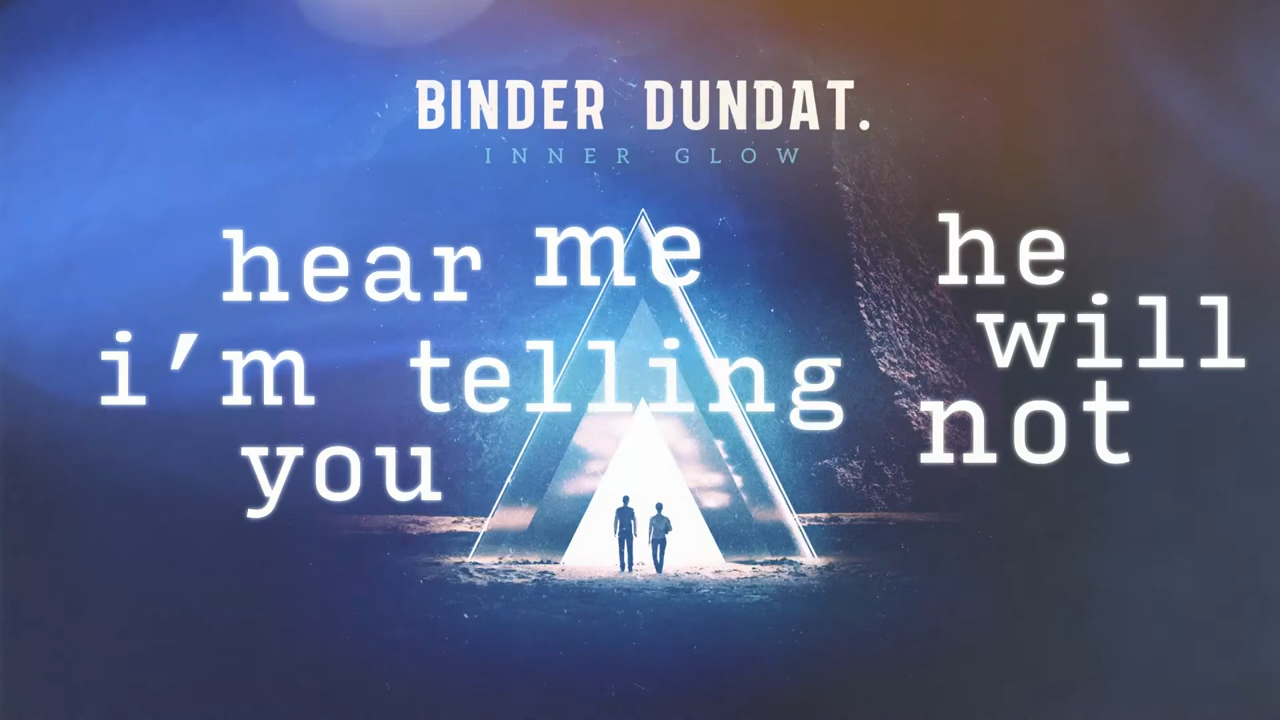 BINDER DUNDAT.
INNER GLOW
hear me
i’m telling
you
he
will
not